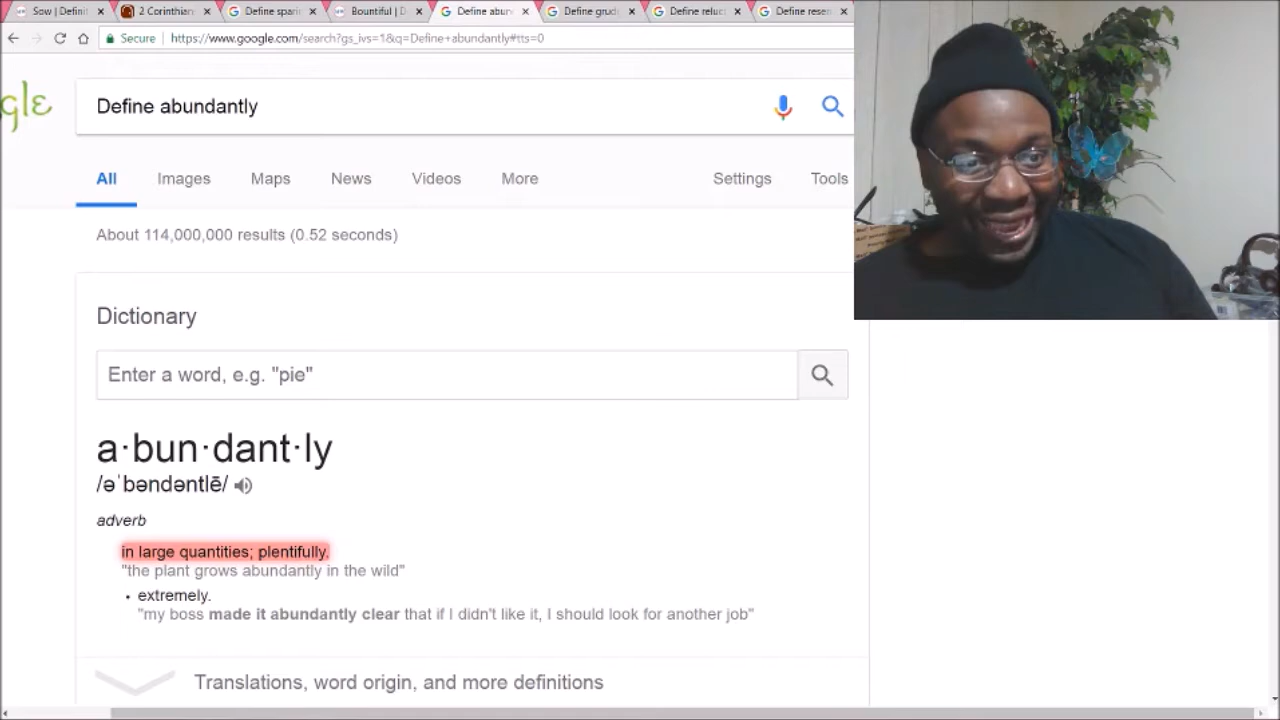 Sow | Definit
2 Corinthian
Define spari
Bountiful | D
Define abun
Define grud
Define reluc
Define resen
Secure
https://www.google.com/search?gs_ivs=1&q=Define+abundantly#tts=0
gle
Define abundantly
All Images Maps News Videos More Settings Tools
About 114,000,000 results (0.52 seconds)
Dictionary
Enter a word, e.g. "pie"
a·bun·dant·ly
/əˈbəndəntlē/
adverb
in large quantities; plentifully.
"the plant grows abundantly in the wild"
• extremely.
"my boss made it abundantly clear that if I didn't like it, I should look for another job"
Translations, word origin, and more definitions